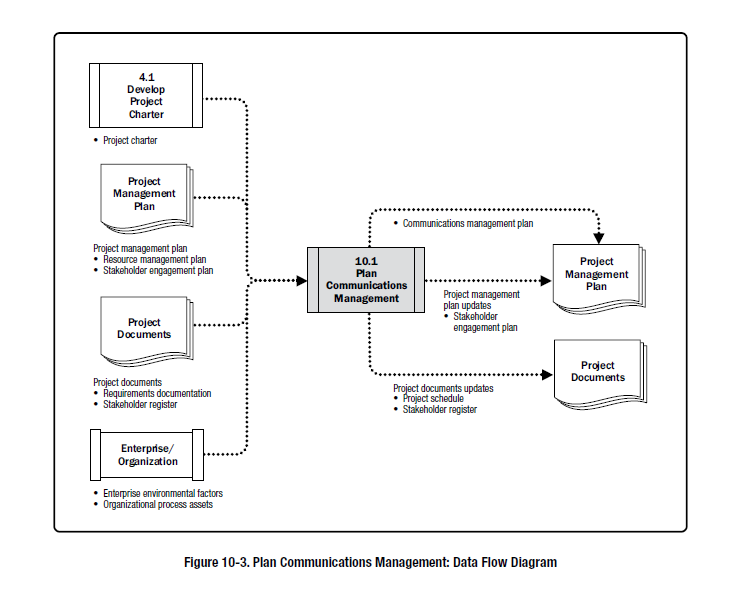 4.1
Develop
Project
Charter
• Project charter
Project
Management
Plan
Project management plan
• Resource management plan
• Stakeholder engagement plan
Project
Documents
Project documents
• Requirements documentation
• Stakeholder register
Enterprise/
Organization
• Enterprise environmental factors
• Organizational process assets
10.1
Plan
Communications
Management
• Communications management plan
Project management
plan updates
• Stakeholder
engagement plan
Project documents updates
• Project schedule
• Stakeholder register
Project
Management
Plan
Project
Documents
Figure 10-3. Plan Communications Management: Data Flow Diagram